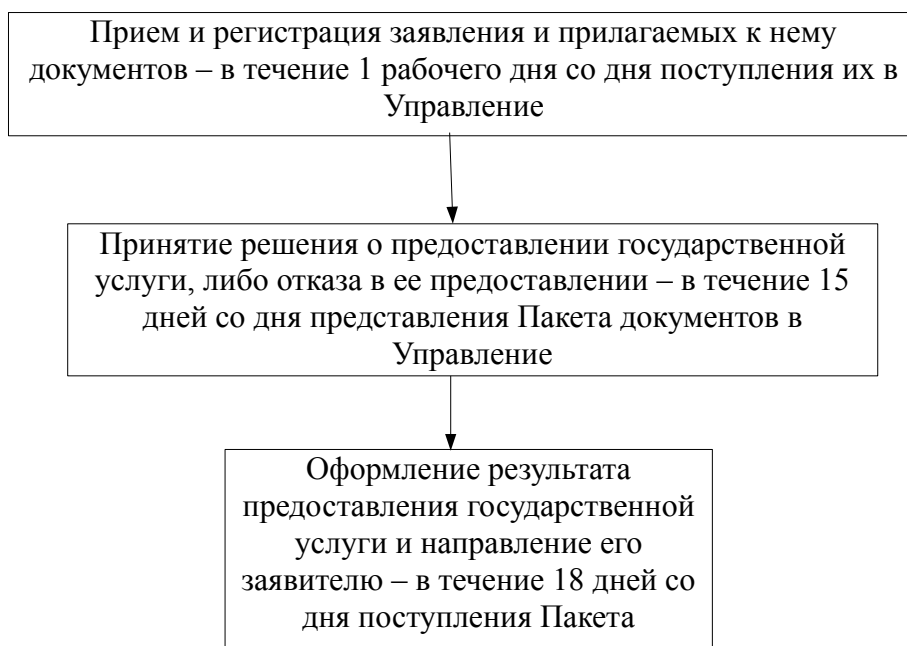 Прием и регистрация заявления и прилагаемых к нему
документов – в течение 1 рабочего дня со дня поступления их в
Управление
Принятие решения о предоставлении государственной
услуги, либо отказа в ее предоставлении – в течение 15
дней со дня представления Пакета документов в
Управление
Оформление результата
предоставления государственной
услуги и направление его
заявителю – в течение 18 дней со
дня поступления Пакета